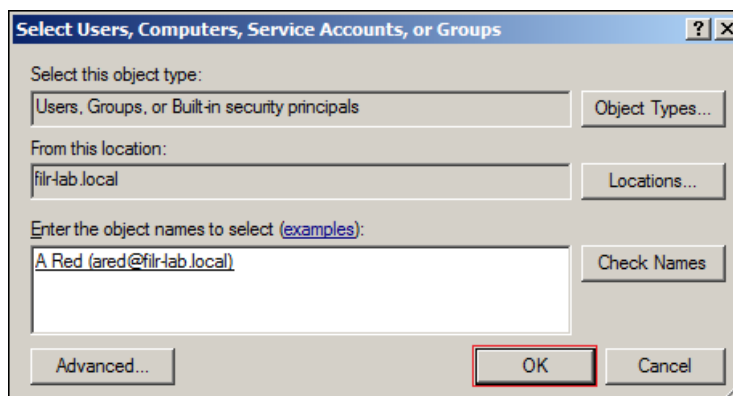 Select Users, Computers, Service Accounts, or Groups
Select this object type:
Users, Groups, or Built-in security principals
Object Types...
From this location:
filr-lab.local
Locations...
Enter the object names to select (examples):
A Red (ared@filr-lab.local)
Check Names
Advanced...
OK
Cancel